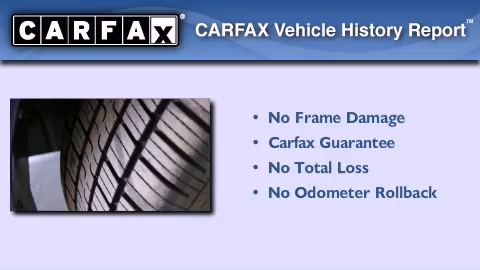 CARFAX® CARFAX Vehicle History Report™
• No Frame Damage
• Carfax Guarantee
• No Total Loss
• No Odometer Rollback